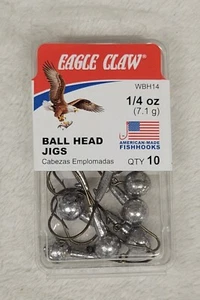 EAGLE CLAW
WBH14
1/4 oz
(7.1 g)
BALL HEAD
JIGS
Cabezas Emplomadas
AMERICAN-MADE
FISHHOOKS
QTY 10